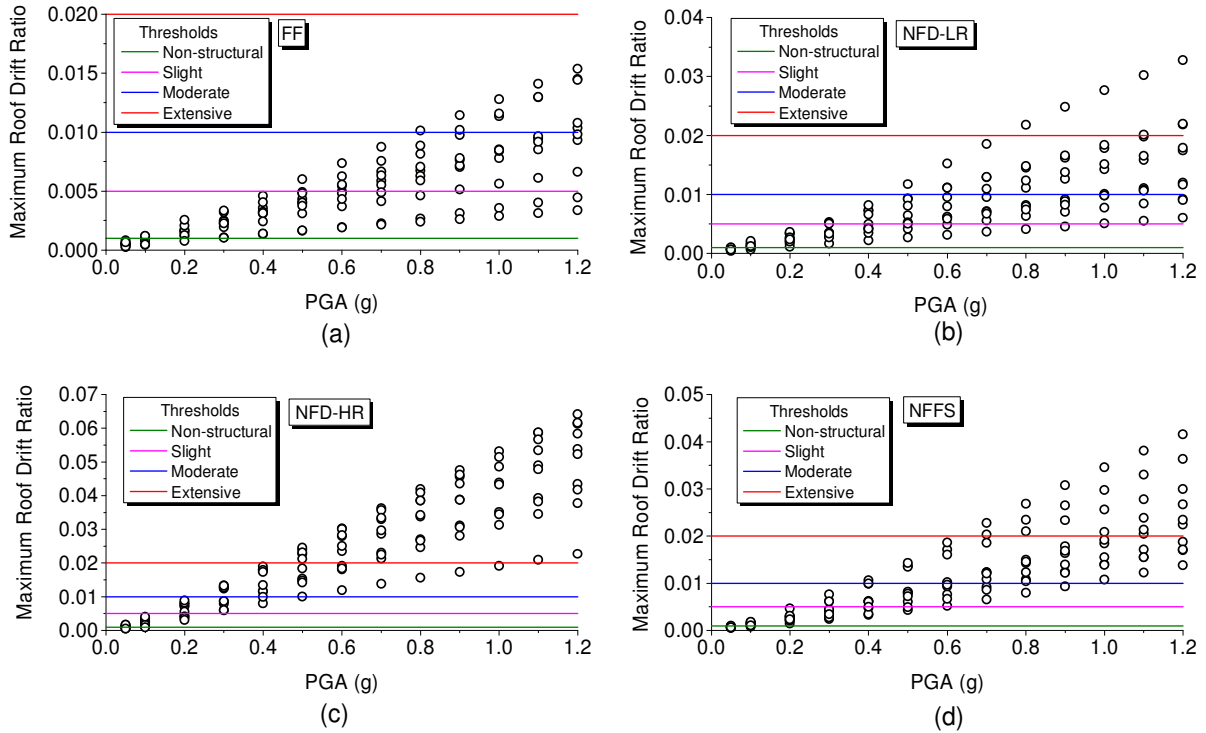 0.020
0.015
0.010
0.005
0.000
Maximum Roof Drift Ratio
Thresholds
Non-structural
Slight
Moderate
Extensive
FF
0.0 0.2 0.4 0.6 0.8 1.0 1.2
PGA (g)
(a)
0.04
0.03
0.02
0.01
0.00
Maximum Roof Drift Ratio
Thresholds
Non-structural
Slight
Moderate
Extensive
NFD-LR
0.0 0.2 0.4 0.6 0.8 1.0 1.2
PGA (g)
(b)
0.07
0.06
0.05
0.04
0.03
0.02
0.01
0.00
Maximum Roof Drift Ratio
Thresholds
Non-structural
Slight
Moderate
Extensive
NFD-HR
0.0 0.2 0.4 0.6 0.8 1.0 1.2
PGA (g)
(c)
0.05
0.04
0.03
0.02
0.01
0.00
Maximum Roof Drift Ratio
Thresholds
Non-structural
Slight
Moderate
Extensive
NFFS
0.0 0.2 0.4 0.6 0.8 1.0 1.2
PGA (g)
(d)